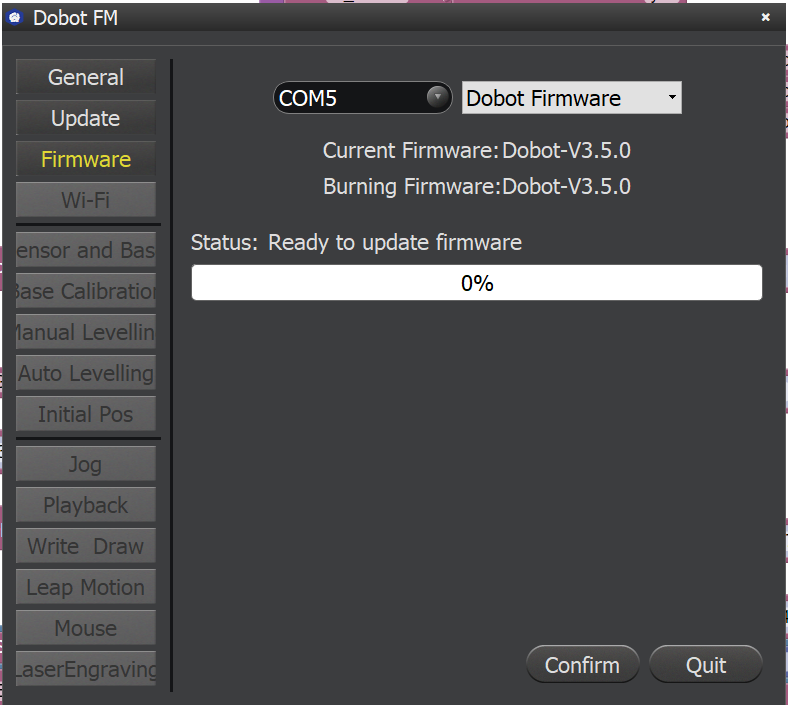 Dobot FM
General
Update
Firmware
Wi-Fi
ensor and Bas
Base Calibration
Manual Levellin
Auto Levelling
Initial Pos
Jog
Playback
Write Draw
Leap Motion
Mouse
LaserEngraving
COM5
Dobot Firmware
Current Firmware:Dobot-V3.5.0
Burning Firmware:Dobot-V3.5.0
Status: Ready to update firmware
0%
Confirm
Quit